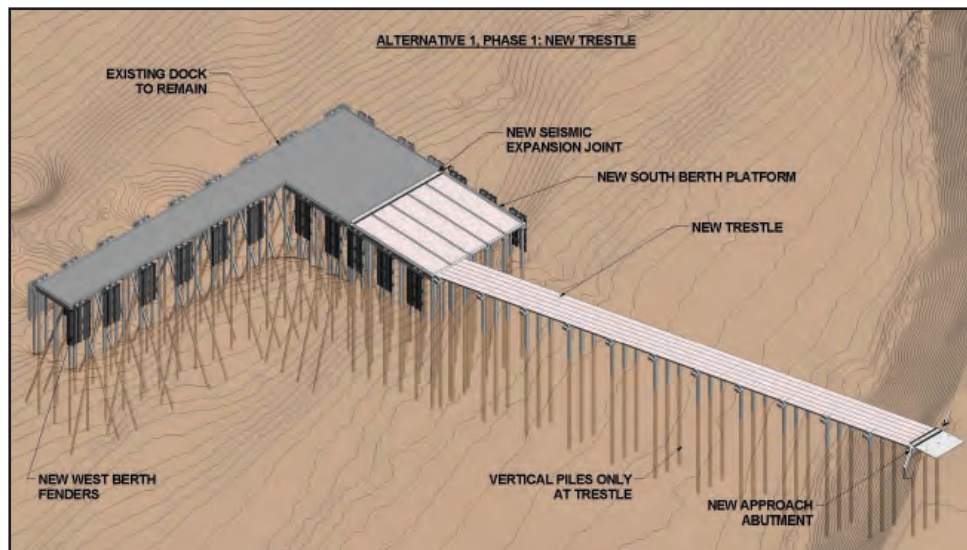 ALTERNATIVE 1, PHASE 1: NEW TRESTLE
EXISTING DOCK
TO REMAIN
NEW SEISMIC
EXPANSION JOINT
NEW SOUTH BERTH PLATFORM
NEW TRESTLE
NEW WEST BERTH
FENDERS
VERTICAL PILES ONLY
AT TRESTLE
NEW APPROACH
ABUTMENT